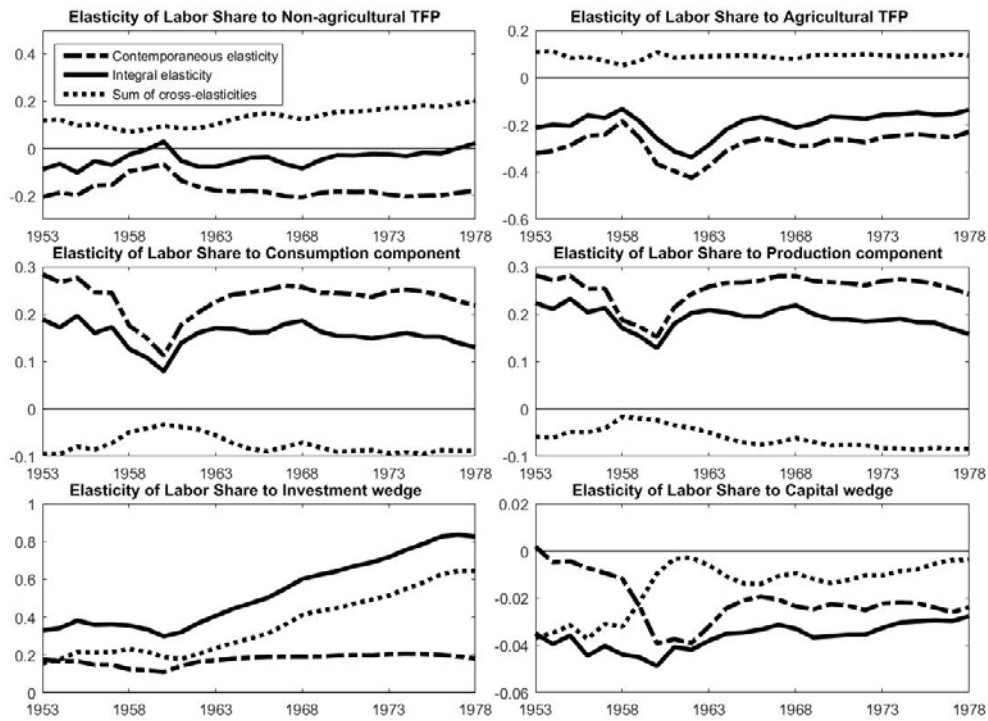 Elasticity of Labor Share to Non-agricultural TFP
0.4
0.2
0
-0.2
Contemporaneous elasticity
Integral elasticity
Sum of cross-elasticities
1953 1958 1963 1968 1973 1978
Elasticity of Labor Share to Agricultural TFP
0.2
0
-0.2
-0.4
-0.6
1953 1958 1963 1968 1973 1978
Elasticity of Labor Share to Consumption component
0.3
0.2
0.1
0
-0.1
1953 1958 1963 1968 1973 1978
Elasticity of Labor Share to Production component
0.3
0.2
0.1
0
-0.1
1953 1958 1963 1968 1973 1978
Elasticity of Labor Share to Investment wedge
1
0.8
0.6
0.4
0.2
0
1953 1958 1963 1968 1973 1978
Elasticity of Labor Share to Capital wedge
0.02
0
-0.02
-0.04
-0.06
1953 1958 1963 1968 1973 1978